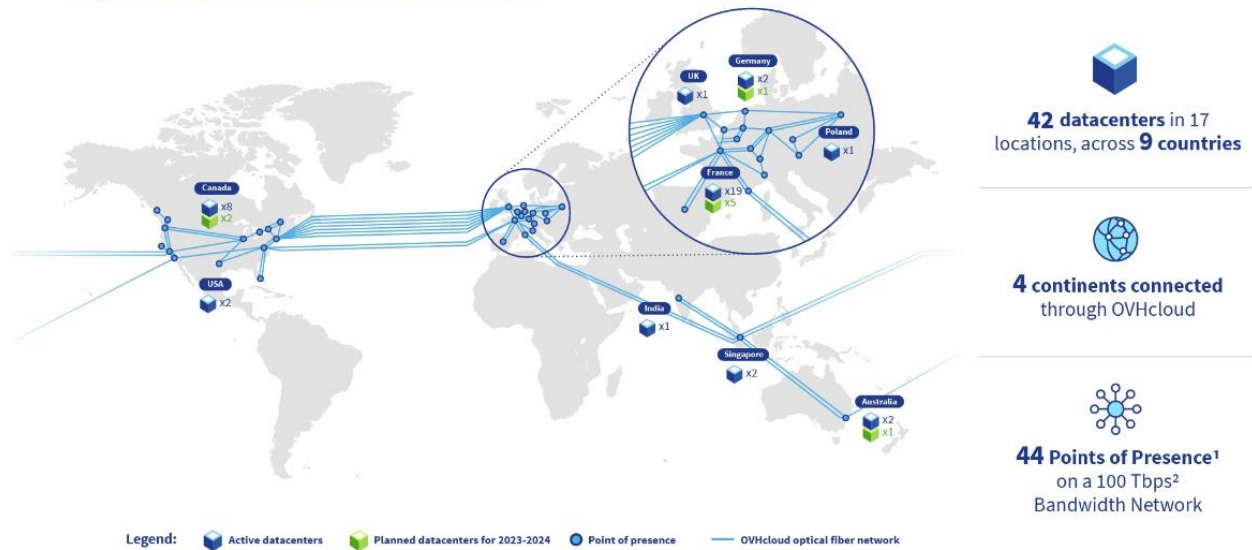 UK
x1
Germany
x2
x1
Poland
x1
France
x19
x5
Canada
x8
x2
USA
x2
India
x1
Singapore
x2
Australia
x2
x1
42 datacenters in 17
locations, across 9 countries
4 continents connected
through OVHcloud
44 Points of Presence¹
on a 100 Tbps²
Bandwidth Network
Legend: Active datacenters Planned datacenters for 2023-2024 Point of presence OVHcloud optical fiber network